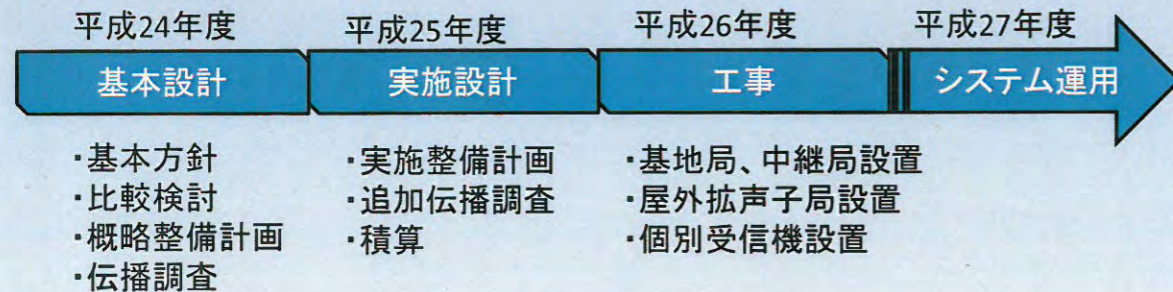 平成24年度
平成25年度
平成26年度
平成27年度
基本設計
実施設計
工事
システム運用
・基本方針
・比較検討
・概略整備計画
・伝播調査
・実施整備計画
・追加伝播調査
・積算
・基地局、中継局設置
・屋外拡声子局設置
・個別受信機設置